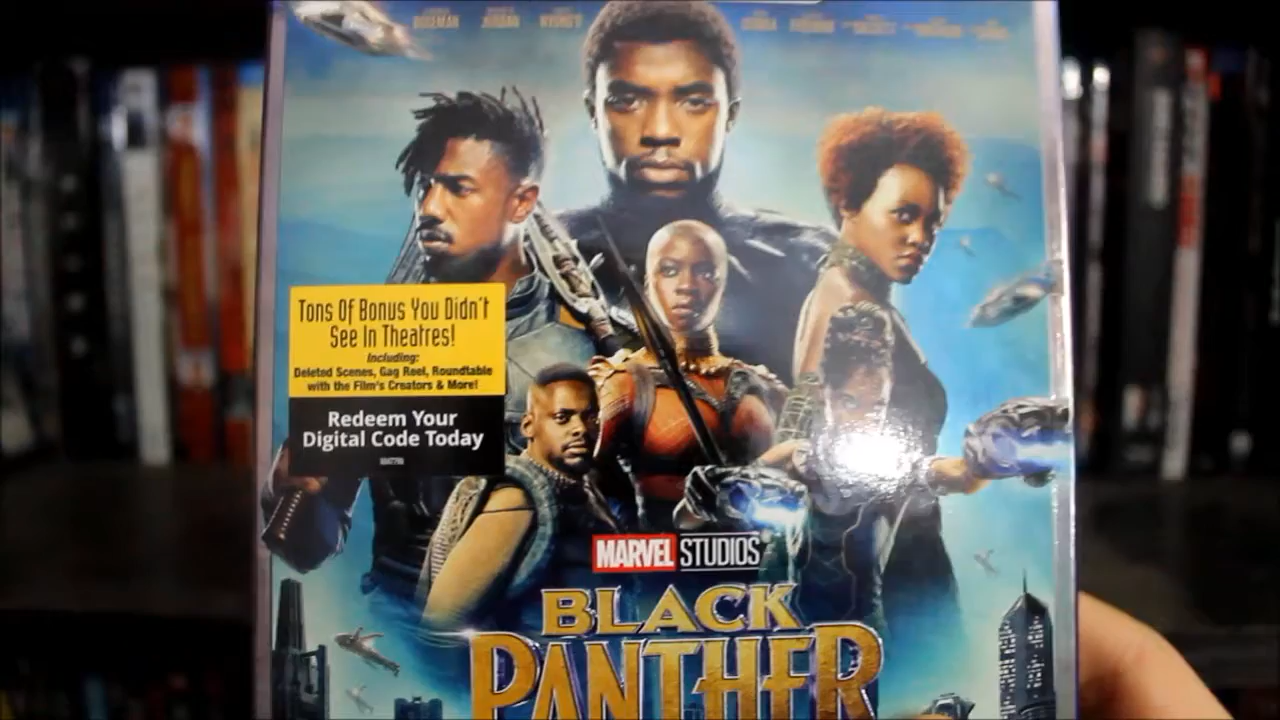 BOSEMAN JORDAN NYONG'O
Tons Of Bonus You Didn't
See In Theatres!
Including:
Deleted Scenes, Gag Reel, Roundtable
with the Film's Creators & More!
Redeem Your
Digital Code Today
MARVEL STUDIOS
BLACK
PANTHER